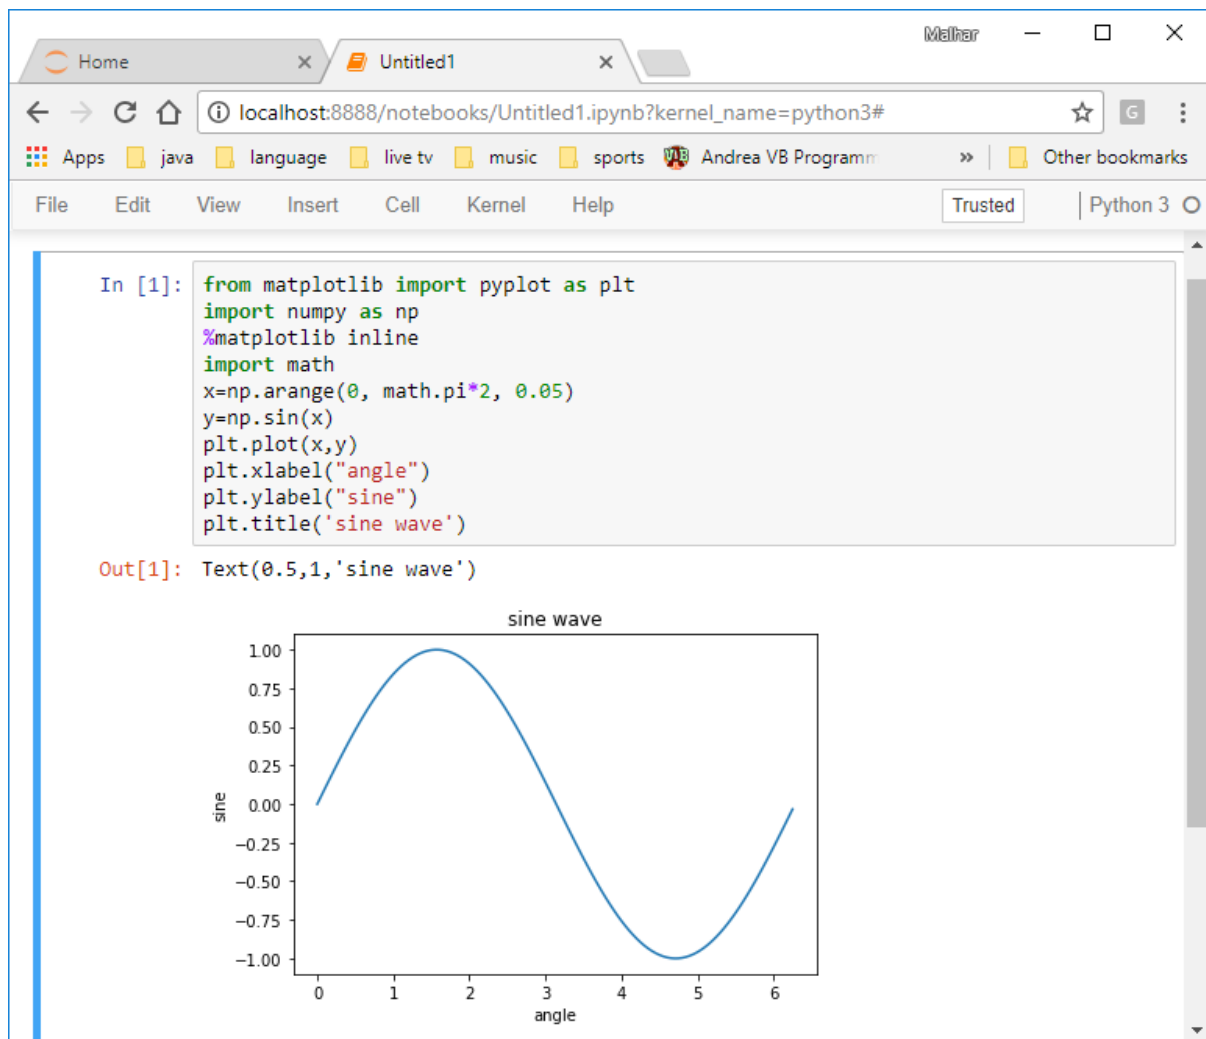 Malhar
Home
Untitled1
localhost:8888/notebooks/Untitled1.ipynb?kernel_name=python3#
G
Apps java language live tv music sports VAB Andrea VB Programm » Other bookmarks
File Edit View Insert Cell Kernel Help Trusted Python 3
In [1]: from matplotlib import pyplot as plt
import numpy as np
%matplotlib inline
import math
x=np.arange(0, math.pi*2, 0.05)
y=np.sin(x)
plt.plot(x,y)
plt.xlabel("angle")
plt.ylabel("sine")
plt.title('sine wave')
Out[1]: Text(0.5,1,'sine wave')
sine wave
1.00
0.75
0.50
0.25
0.00
−0.25
−0.50
−0.75
−1.00
sine
0 1 2 3 4 5 6
angle